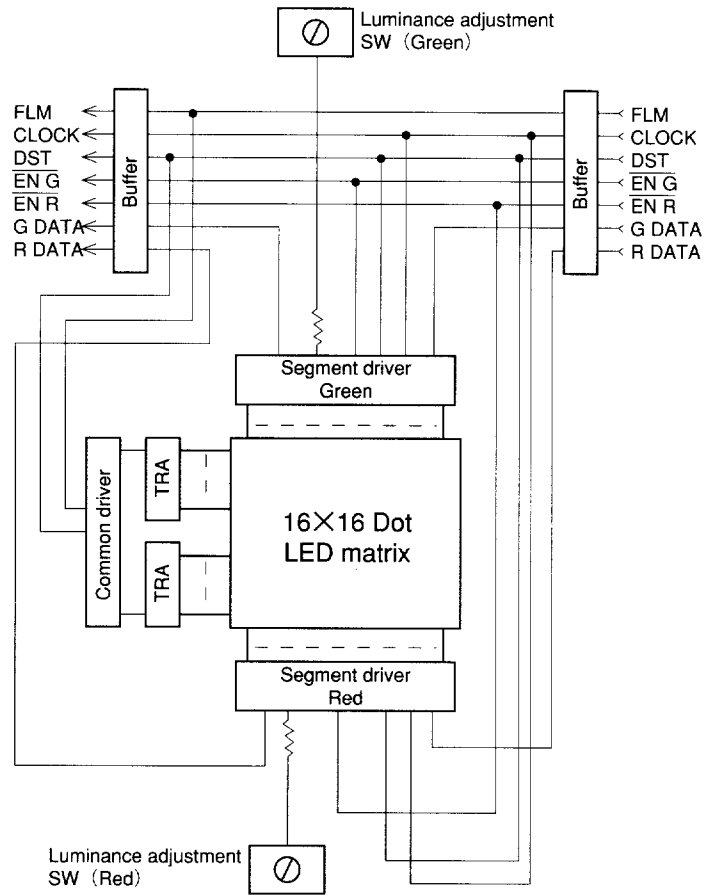 Luminance adjustment
SW (Green)
FLM
CLOCK
DST
EN G
EN R
G DATA
R DATA
Buffer
Buffer
FLM
CLOCK
DST
EN G
EN R
G DATA
R DATA
Segment driver
Green
Common driver
TRA
TRA
16×16 Dot
LED matrix
Segment driver
Red
Luminance adjustment
SW (Red)